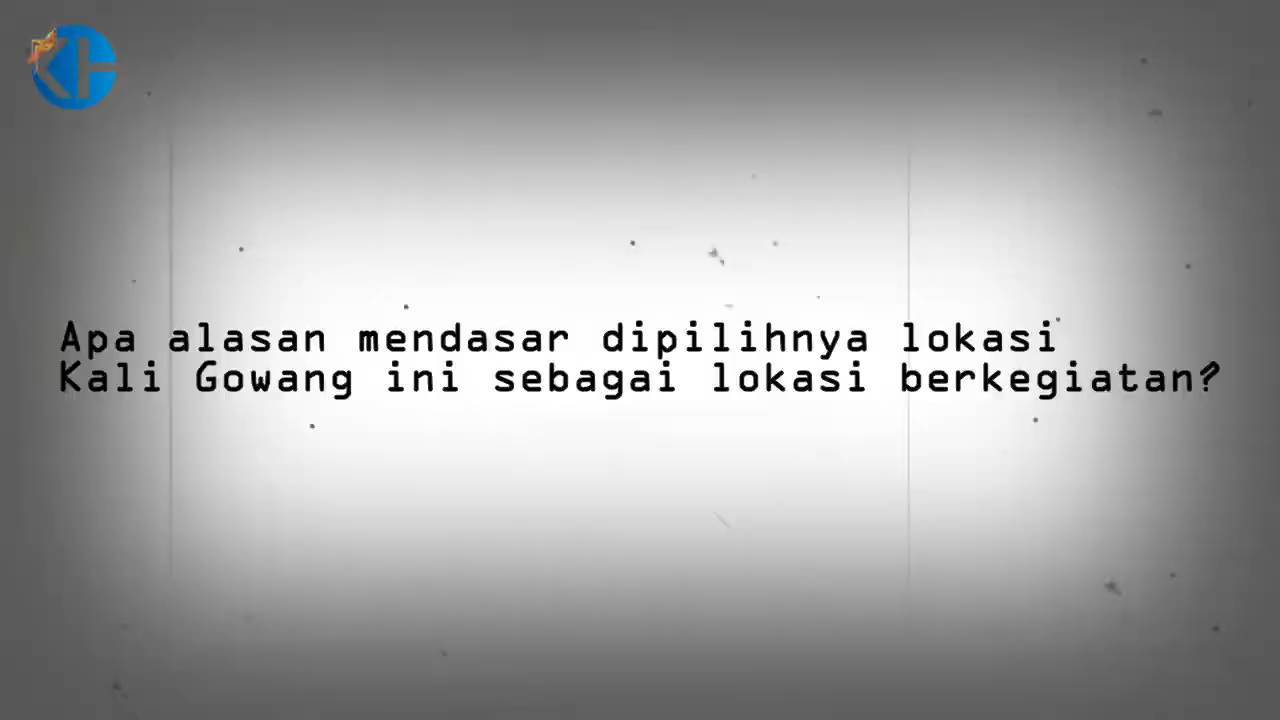 Apa alasan mendasar dipilihnya lokasi
Kali Gowang ini sebagai lokasi berkegiatan?